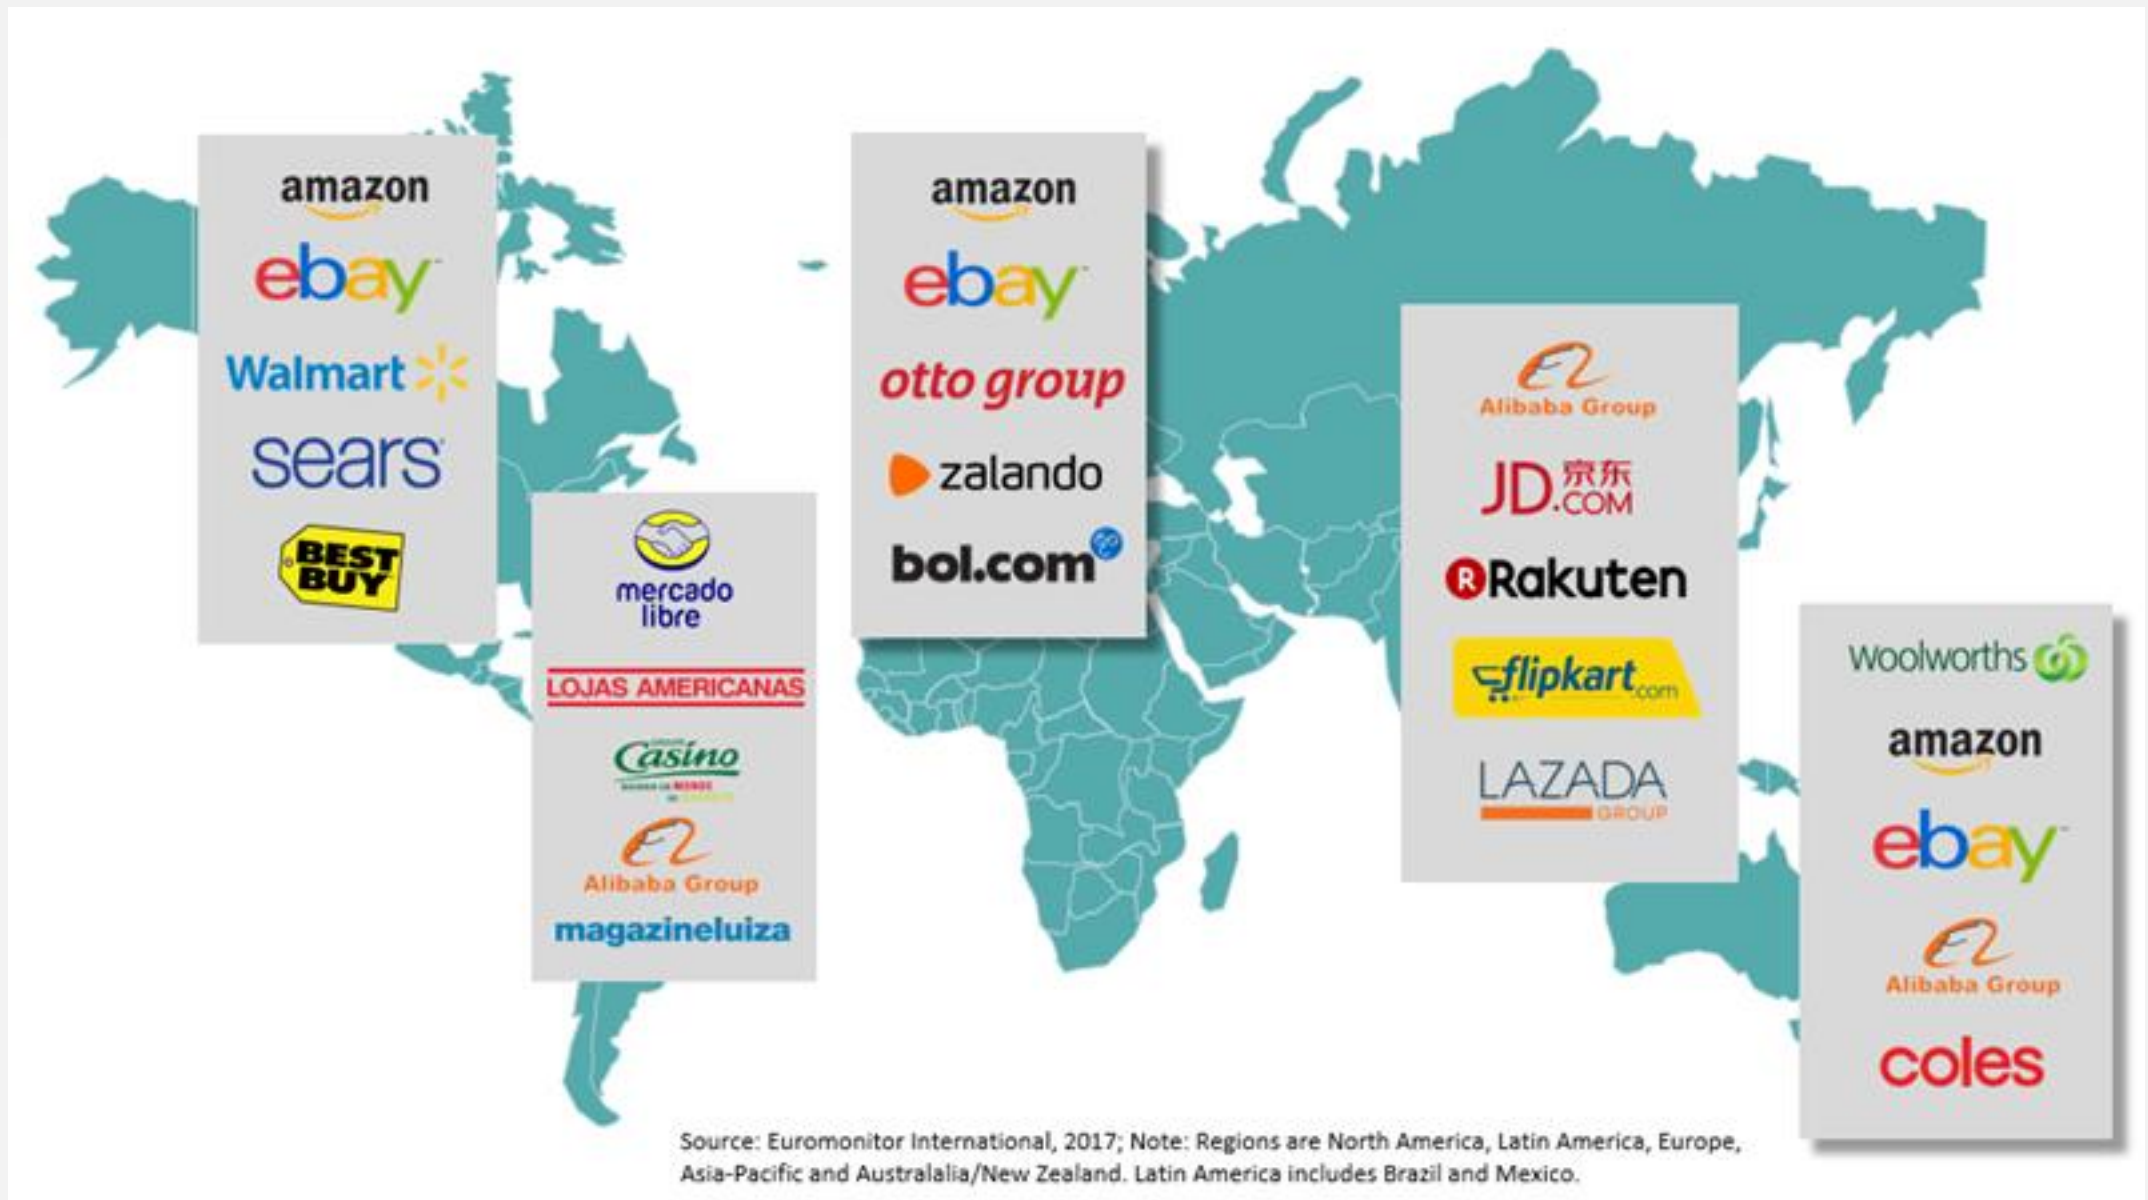 amazon
ebay™
Walmart
sears
BEST
BUY
mercado
libre
LOJAS AMERICANAS
Casino
Alibaba Group
magazineluiza
amazon
ebay™
otto group
zalando
bol.com
Alibaba Group
JD.COM 京东
Rakuten
flipkart.com
LAZADA
GROUP
Woolworths
amazon
ebay™
Alibaba Group
coles
Source: Euromonitor International, 2017; Note: Regions are North America, Latin America, Europe,
Asia-Pacific and Australalia/New Zealand. Latin America includes Brazil and Mexico.